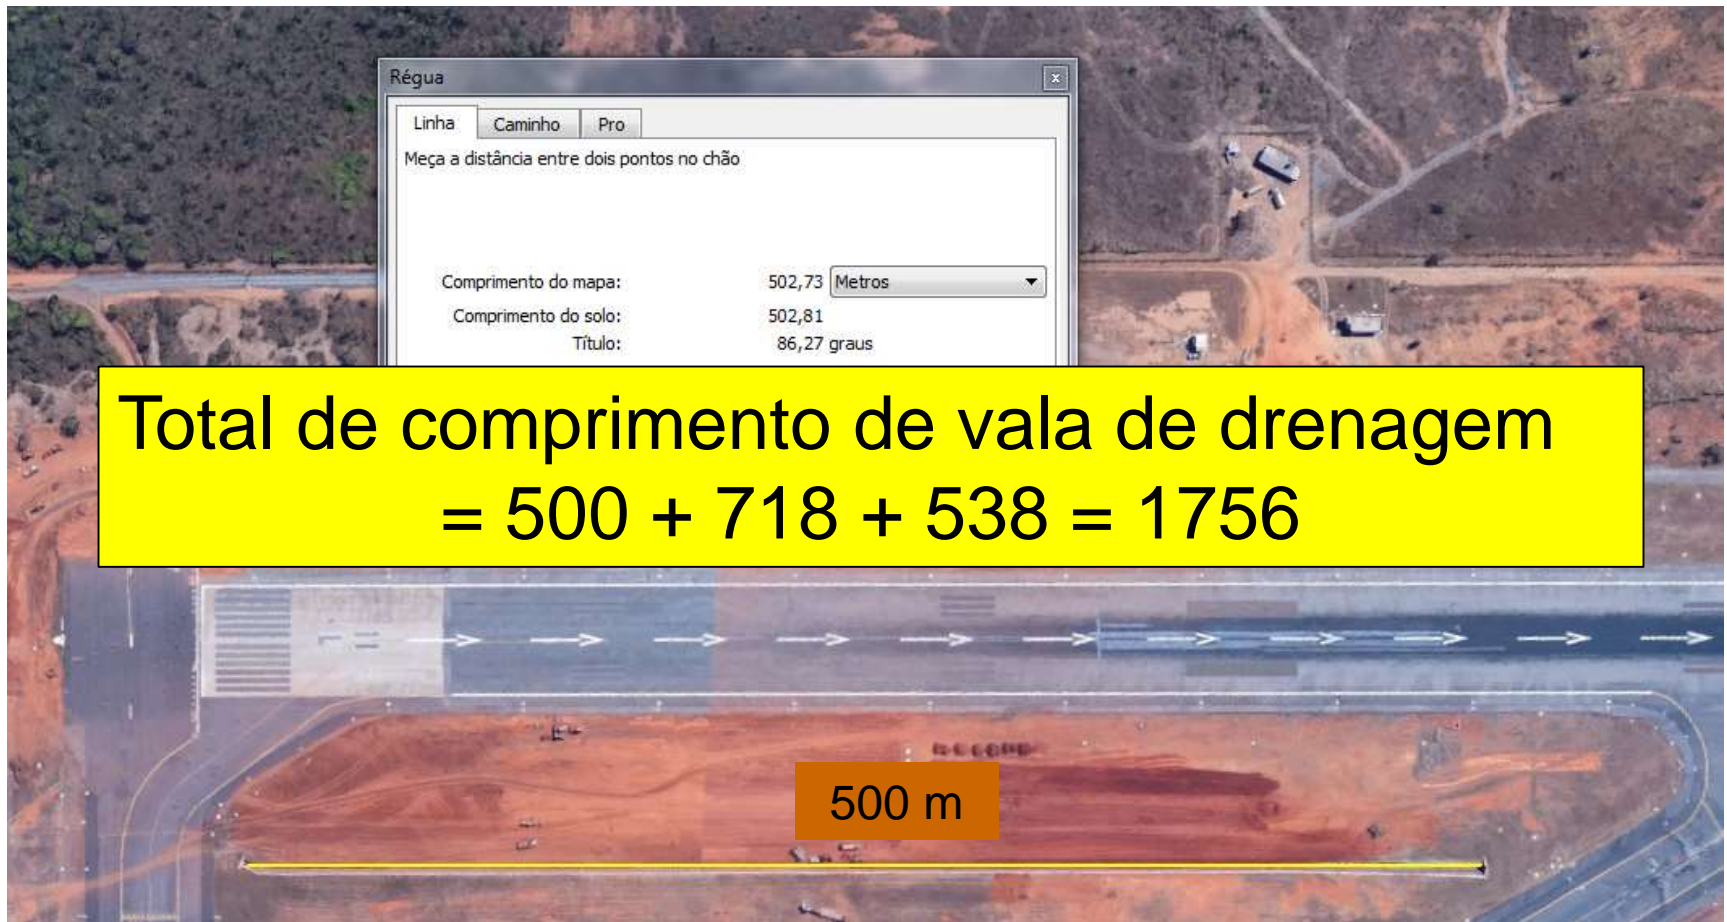 Régua
x
Linha Caminho Pro
Meça a distância entre dois pontos no chão
Comprimento do mapa: 502,73 Metros
Comprimento do solo: 502,81
Título: 86,27 graus
Total de comprimento de vala de drenagem
= 500 + 718 + 538 = 1756
500 m